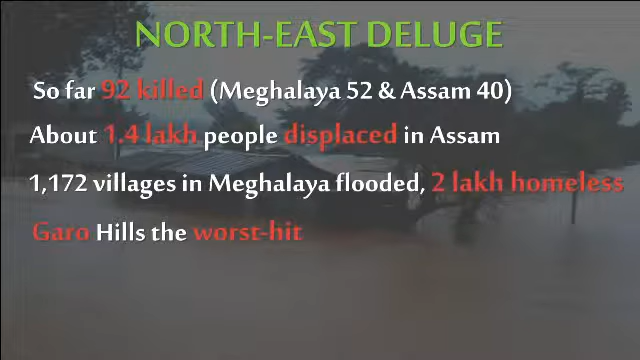 NORTH-EAST DELUGE
So far 92 killed (Meghalaya 52 & Assam 40)
About 1.4 lakh people displaced in Assam
1,172 villages in Meghalaya flooded, 2 lakh homeless
Garo Hills the worst-hit